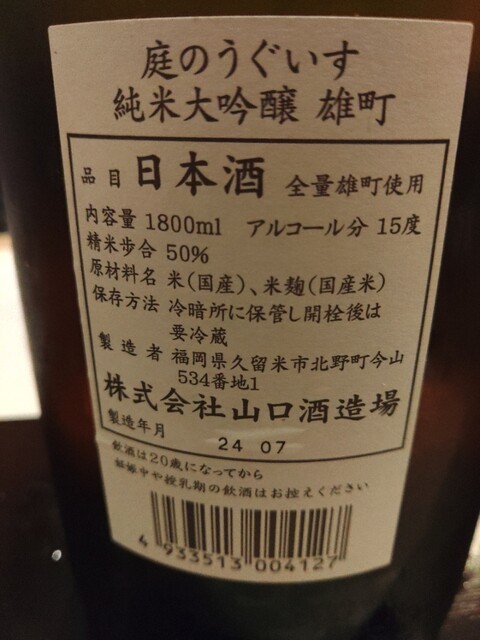 庭のうぐいす
純米大吟醸 雄町
品目 日本酒 全量雄町使用
内容量 1800ml アルコール分 15度
精米歩合 50%
原材料名 米(国産)、米麹(国産米)
保存方法 冷暗所に保管し開栓後は
要冷蔵
製造者 福岡県久留米市北野町今山
534番地1
株式会社山口酒造場
製造年月
24 07
飲酒は20歳になってから
妊娠中や授乳期の飲酒はお控えください
4 933513 004127